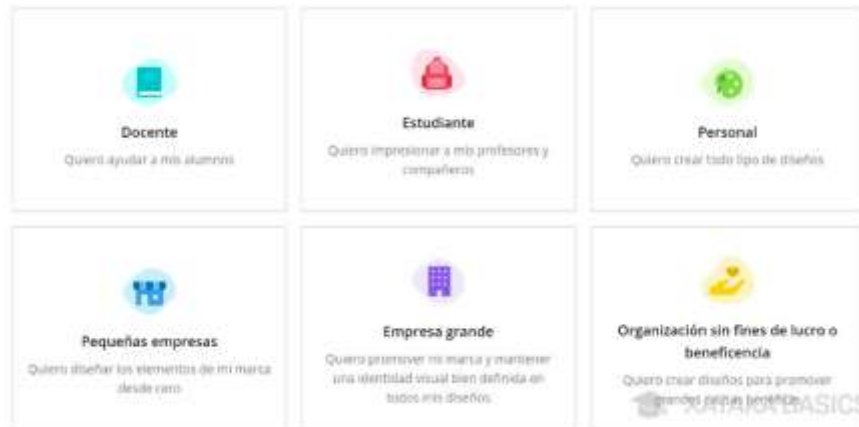 Docente
Quiero ayudar a mis alumnos
Estudiante
Quiero impresionar a mis profesores y
compañeros
Personal
Quiero crear todo tipo de diseños
Pequeñas empresas
Quiero diseñar los elementos de mi marca
desde cero
Empresa grande
Quiero promover mi marca y mantener
una identidad visual bien definida en
todos mis diseños
Organización sin fines de lucro o
beneficencia
Quiero crear diseños para promover
grandes causas benéficas
XATAKA BASICS